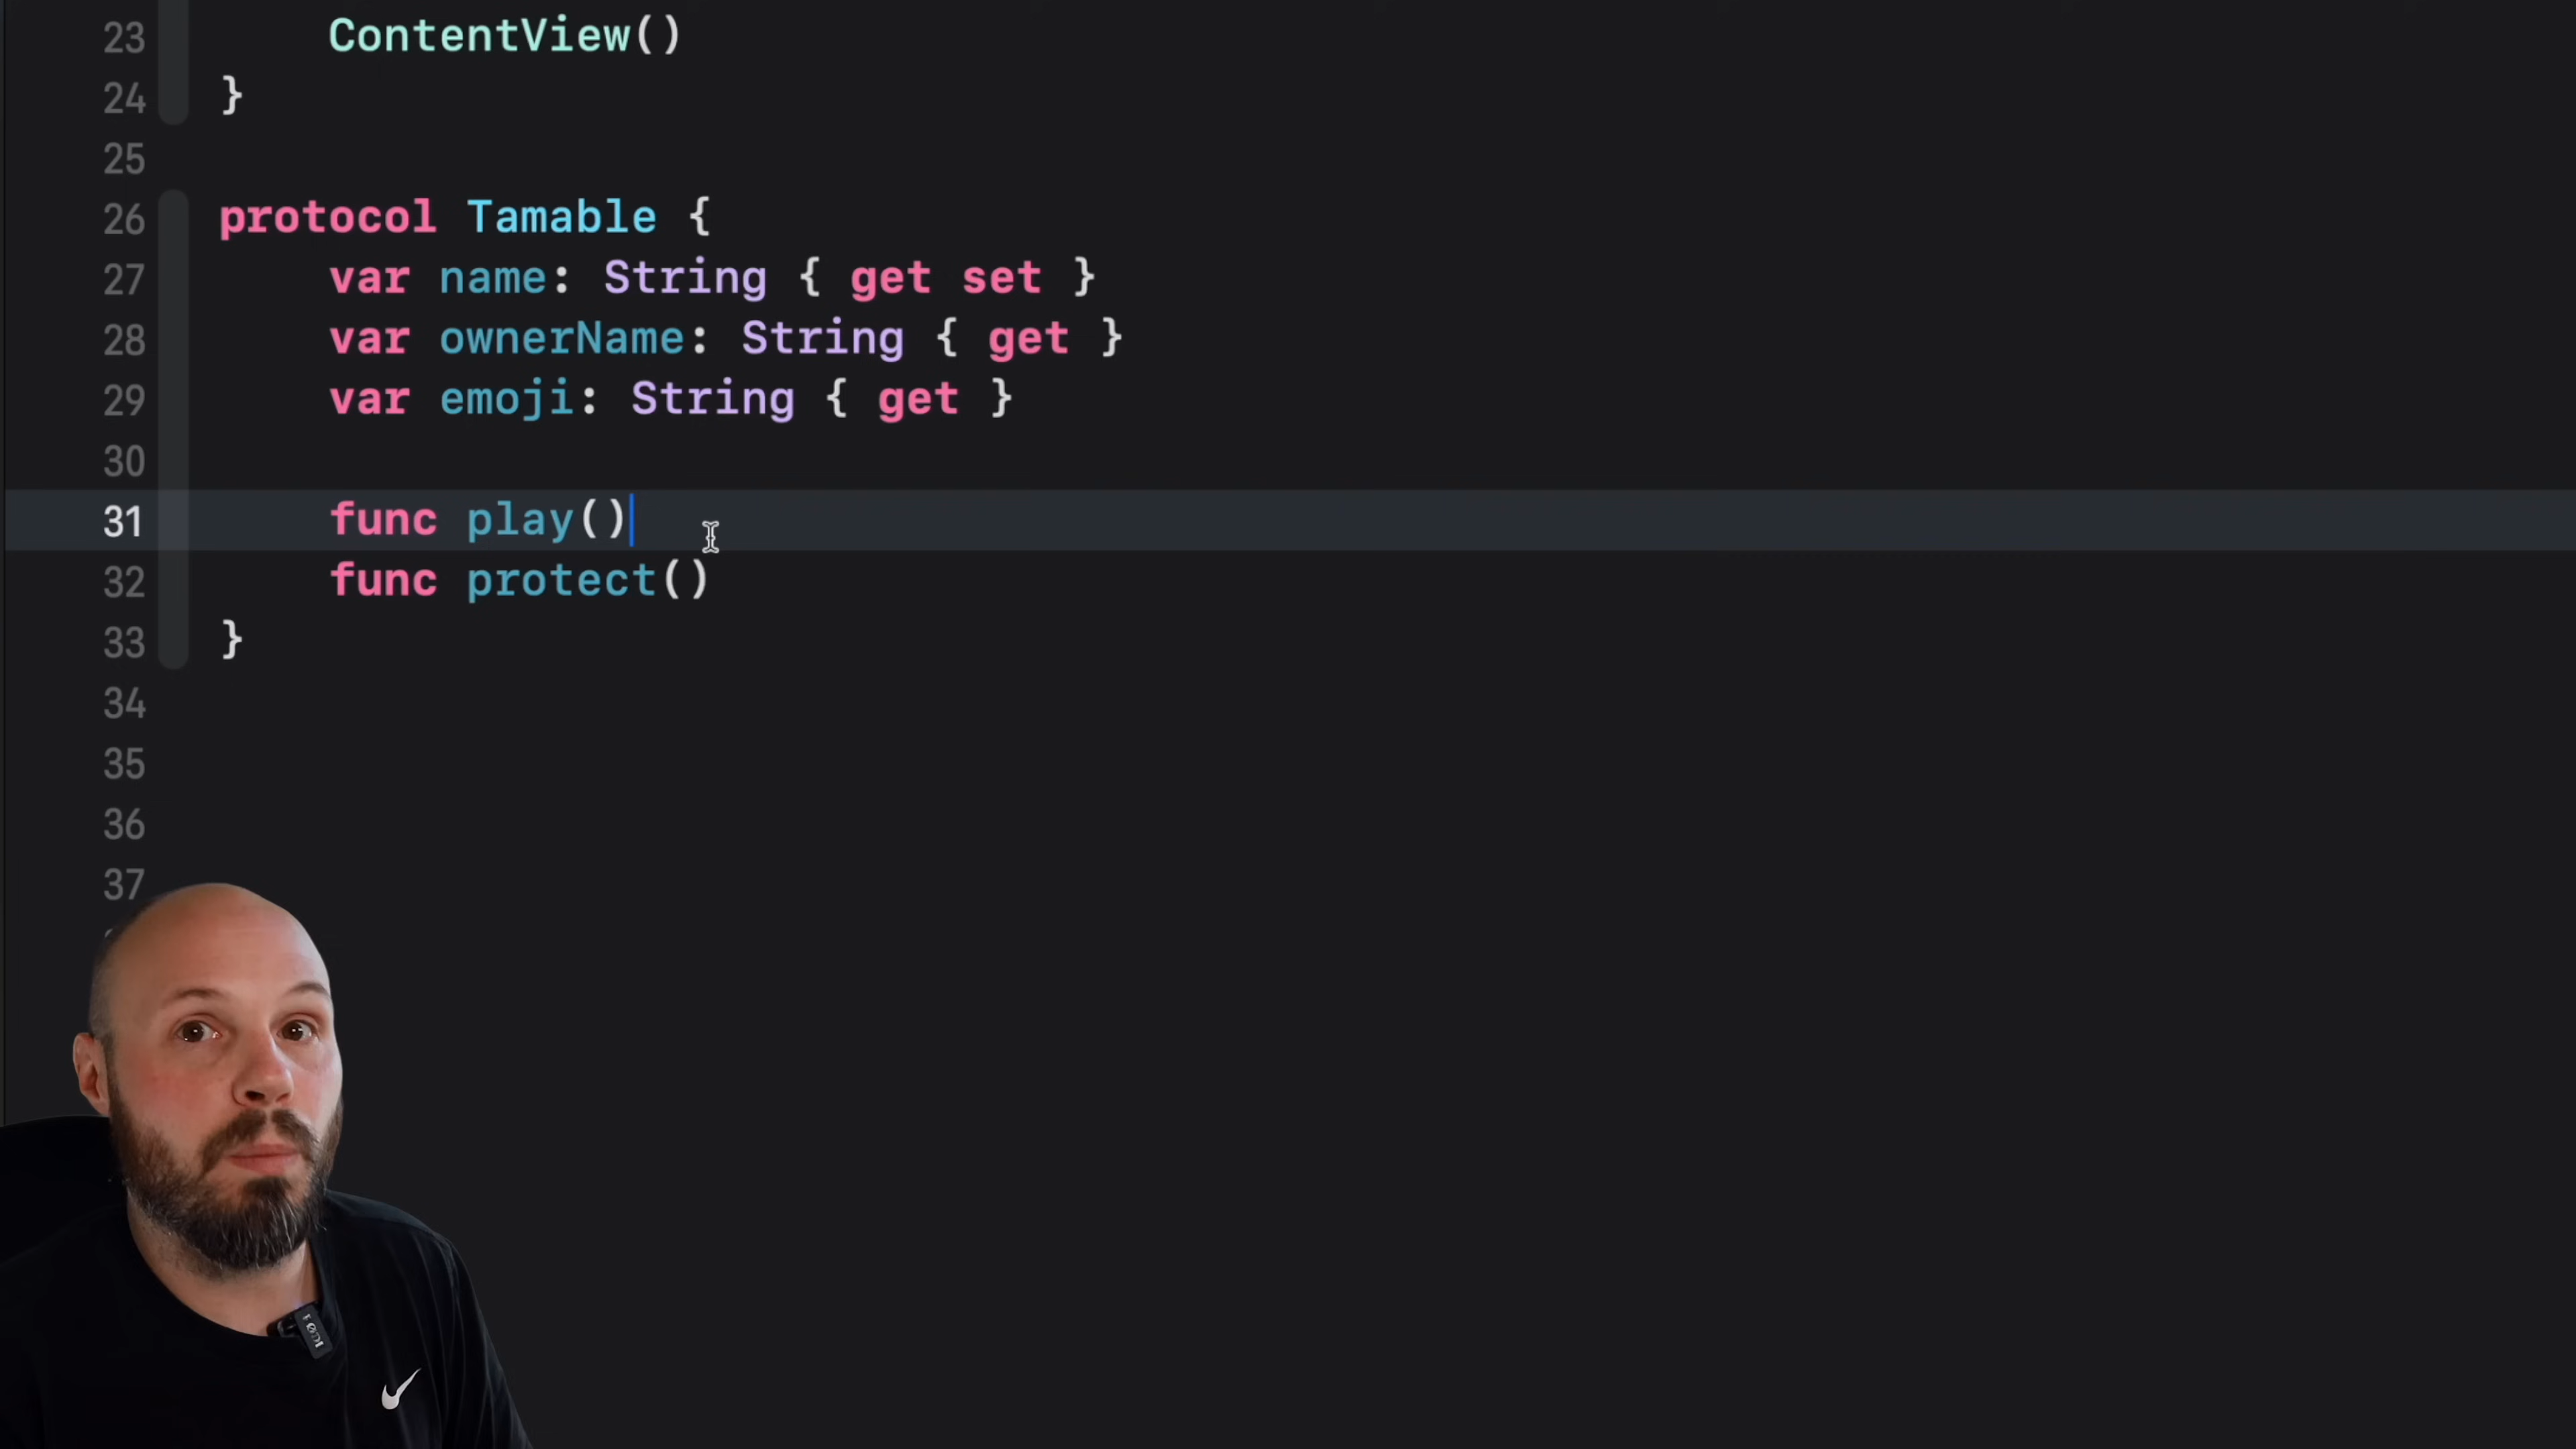 23 ContentView()
24 }
25
26 protocol Tamable {
27 var name: String { get set }
28 var ownerName: String { get }
29 var emoji: String { get }
30
31 func play()
32 func protect()
33 }
34
35
36
37